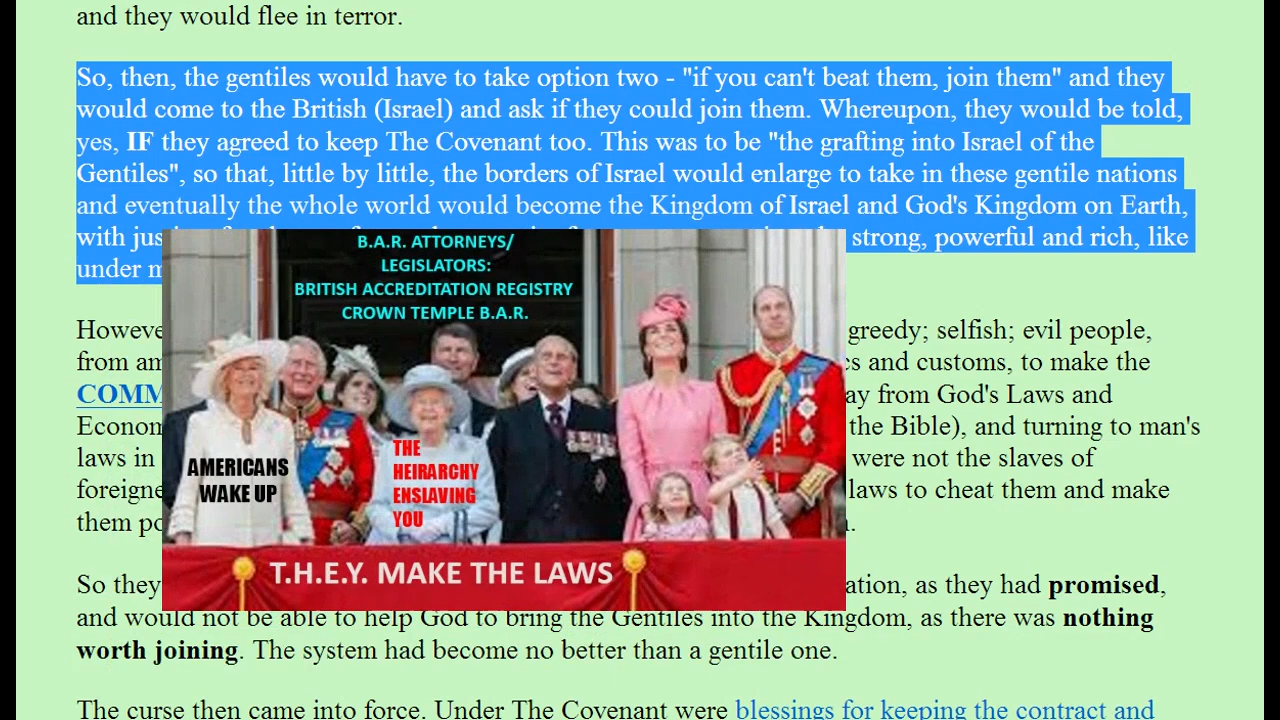 and they would flee in terror.
So, then, the gentiles would have to take option two - "if you can't beat them, join them" and they
would come to the British (Israel) and ask if they could join them. Whereupon, they would be told,
yes, IF they agreed to keep The Covenant too. This was to be "the grafting into Israel of the
Gentiles", so that, little by little, the borders of Israel would enlarge to take in these gentile nations
and eventually the whole world would become the Kingdom of Israel and God's Kingdom on Earth,
with strong, powerful and rich, like
under
B.A.R. ATTORNEYS/
LEGISLATORS:
BRITISH ACCREDITATION REGISTRY
CROWN TEMPLE B.A.R.
AMERICANS
WAKE UP
THE
HEIRARCHY
ENSLAVING
YOU
T.H.E.Y. MAKE THE LAWS
greedy; selfish; evil people,
from and customs, to make the
from God's Laws and
the Bible), and turning to man's
laws in were not the slaves of
laws to cheat them and make
them
So they as they had promised,
and would not be able to help God to bring the Gentiles into the Kingdom, as there was nothing
worth joining. The system had become no better than a gentile one.
The curse then came into force. Under The Covenant were blessings for keeping the contract and